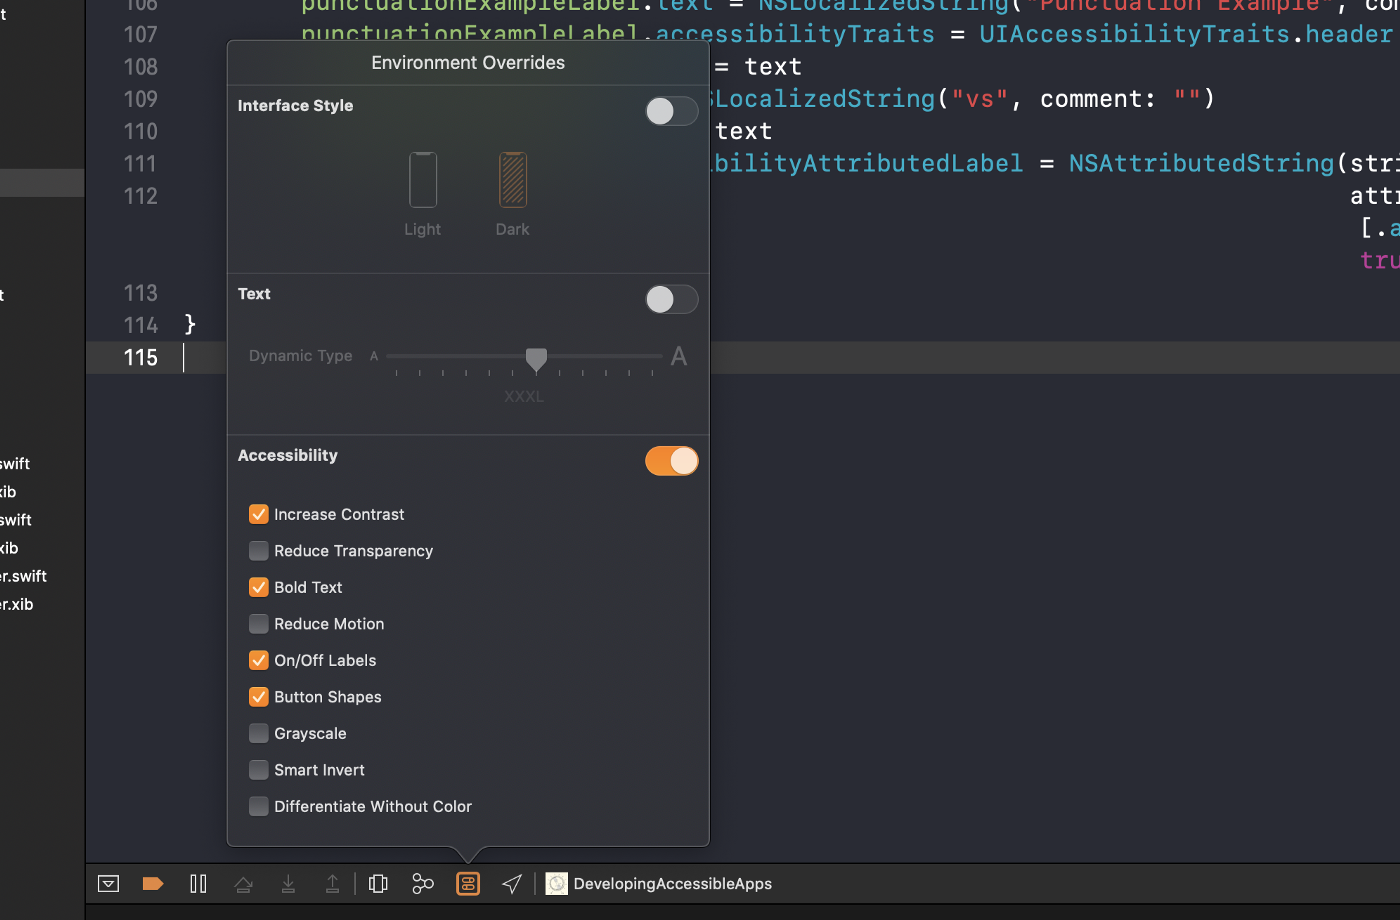 106 punctuationExampleLabel.text = NSLocalizedString("Punctuation Example", com
107 punctuationExampleLabel.accessibilityTraits = UIAccessibilityTraits.header
108 = text
109 SLocalizedString("vs", comment: "")
110 text
111 bilityAttributedLabel = NSAttributedString(stri
112 attr
[.a
tru
113
114 }
115
t
t
swift
xib
swift
xib
er.swift
er.xib
Environment Overrides
Interface Style
Light Dark
Text
Dynamic Type A A
XXXL
Accessibility
Increase Contrast
Reduce Transparency
Bold Text
Reduce Motion
On/Off Labels
Button Shapes
Grayscale
Smart Invert
Differentiate Without Color
DevelopingAccessibleApps